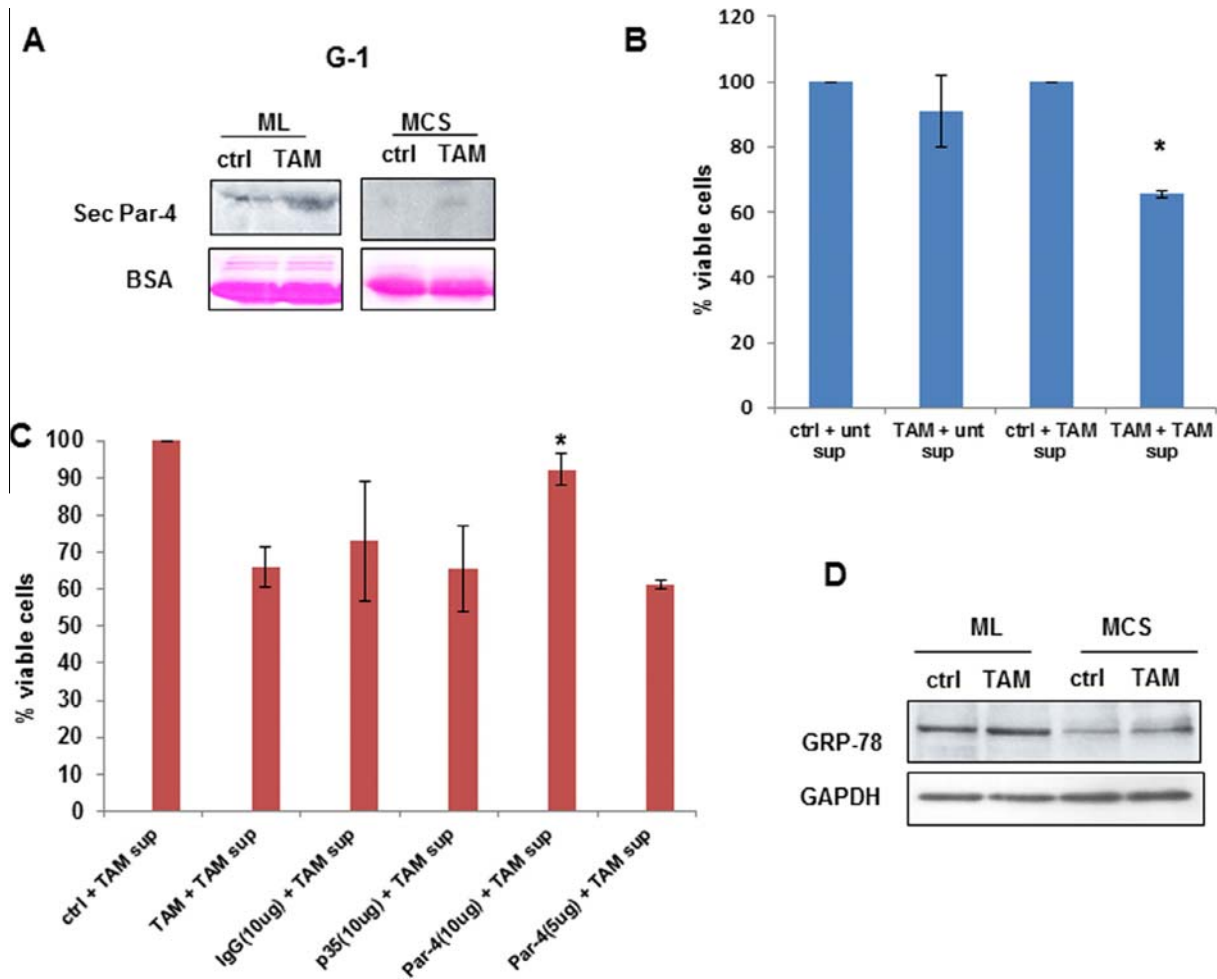 A
G-1
ML MCS
ctrl TAM ctrl TAM
Sec Par-4
BSA
B
% viable cells
120
100
80
60
40
20
0
ctrl + unt sup
TAM + unt sup
ctrl + TAM sup
TAM + TAM sup
*
C
% viable cells
100
90
80
70
60
50
40
30
20
10
0
*
ctrl + TAM sup
TAM + TAM sup
IgG(10ug) + TAM sup
p35(10ug) + TAM sup
Par-4(10ug) + TAM sup
Par-4(5ug) + TAM sup
D
ML MCS
ctrl TAM ctrl TAM
GRP-78
GAPDH